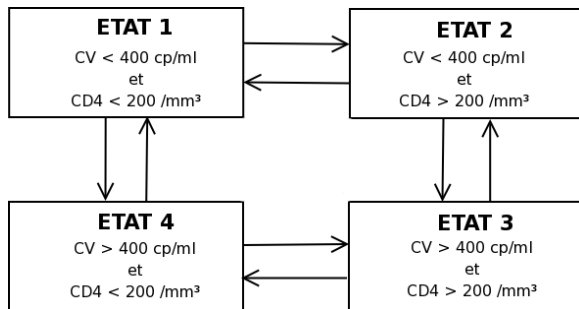 ETAT 1
CV < 400 cp/ml
et
CD4 < 200 /mm³
ETAT 2
CV < 400 cp/ml
et
CD4 > 200 /mm³
ETAT 4
CV > 400 cp/ml
et
CD4 < 200 /mm³
ETAT 3
CV > 400 cp/ml
et
CD4 > 200 /mm³